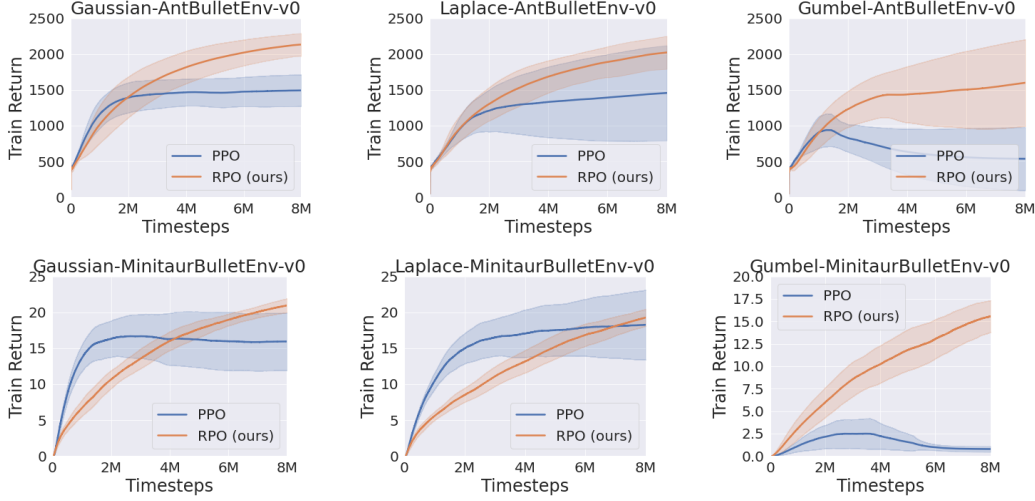 Gaussian-AntBulletEnv-v0
Train Return
2500
2000
1500
1000
500
0
PPO
RPO (ours)
0
2M
4M
6M
8M
Timesteps
Laplace-AntBulletEnv-v0
Train Return
2500
2000
1500
1000
500
0
PPO
RPO (ours)
0
2M
4M
6M
8M
Timesteps
Gumbel-AntBulletEnv-v0
Train Return
2500
2000
1500
1000
500
0
PPO
RPO (ours)
0
2M
4M
6M
8M
Timesteps
Gaussian-MinitaurBulletEnv-v0
Train Return
25
20
15
10
5
0
PPO
RPO (ours)
0
2M
4M
6M
8M
Timesteps
Laplace-MinitaurBulletEnv-v0
Train Return
25
20
15
10
5
0
PPO
RPO (ours)
0
2M
4M
6M
8M
Timesteps
Gumbel-MinitaurBulletEnv-v0
Train Return
20.0
17.5
15.0
12.5
10.0
7.5
5.0
2.5
0.0
PPO
RPO (ours)
0
2M
4M
6M
8M
Timesteps